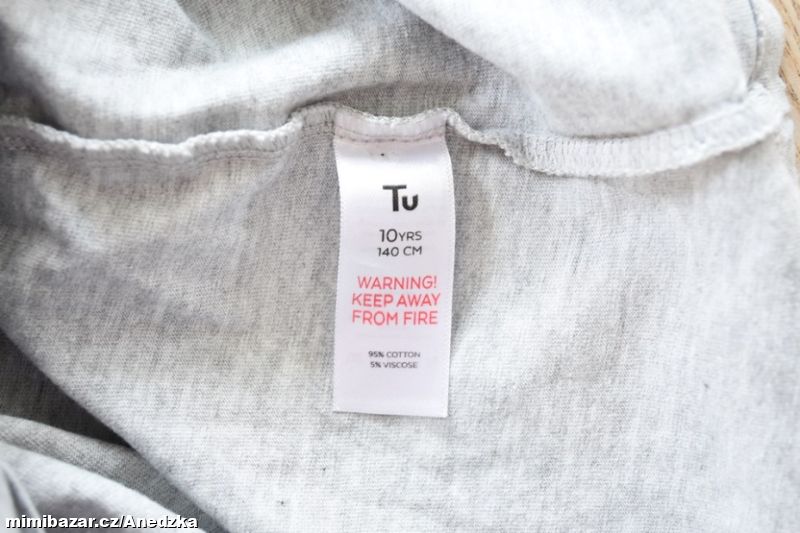 Tu
10YRS
140 CM
WARNING!
KEEP AWAY
FROM FIRE
95% COTTON
5% VISCOSE
mimibazar.cz/Anedzka